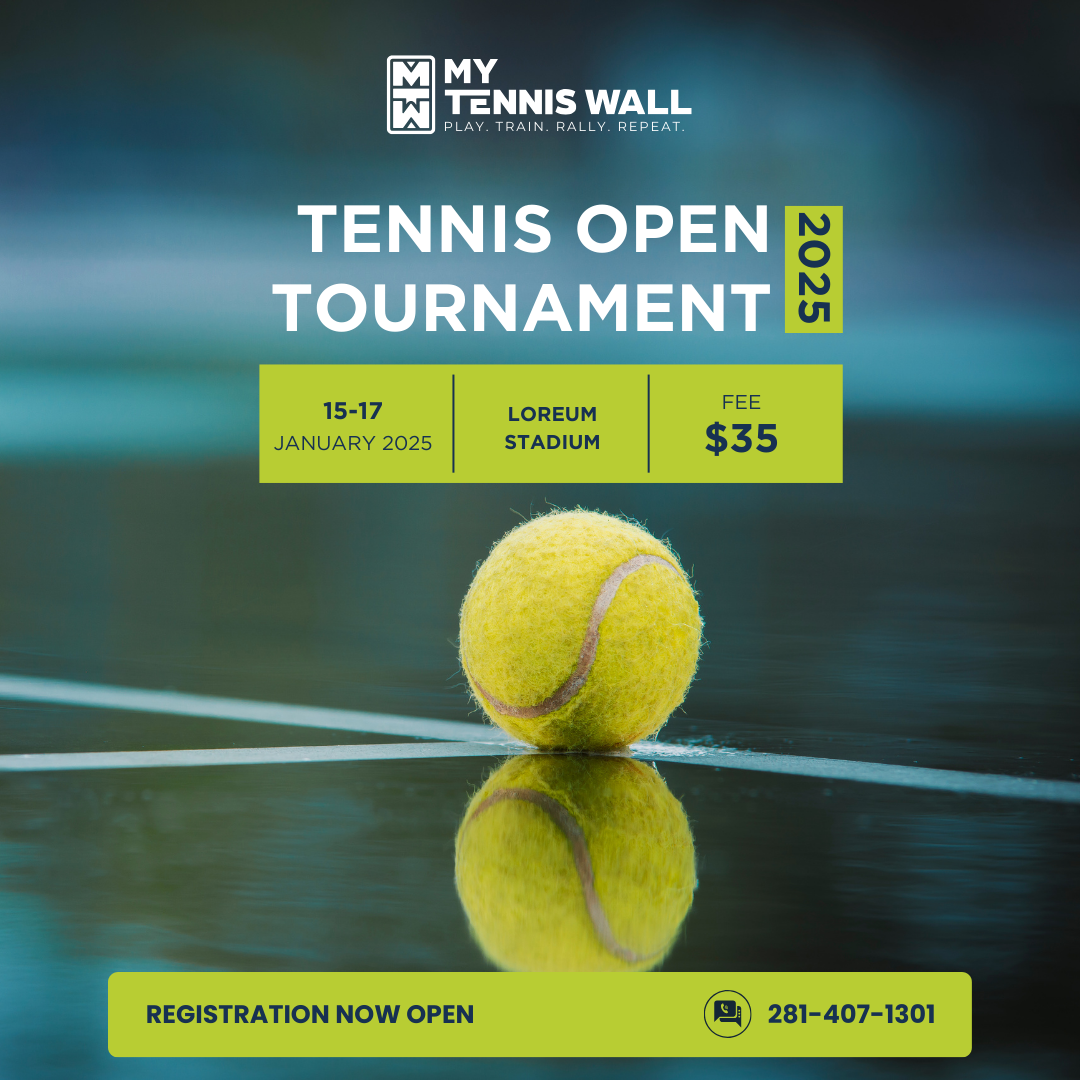 MTW
MY
TENNIS WALL
PLAY. TRAIN. RALLY. REPEAT.
TENNIS OPEN
TOURNAMENT
2025
15-17
JANUARY 2025
LOREUM
STADIUM
FEE
$35
REGISTRATION NOW OPEN
281-407-1301